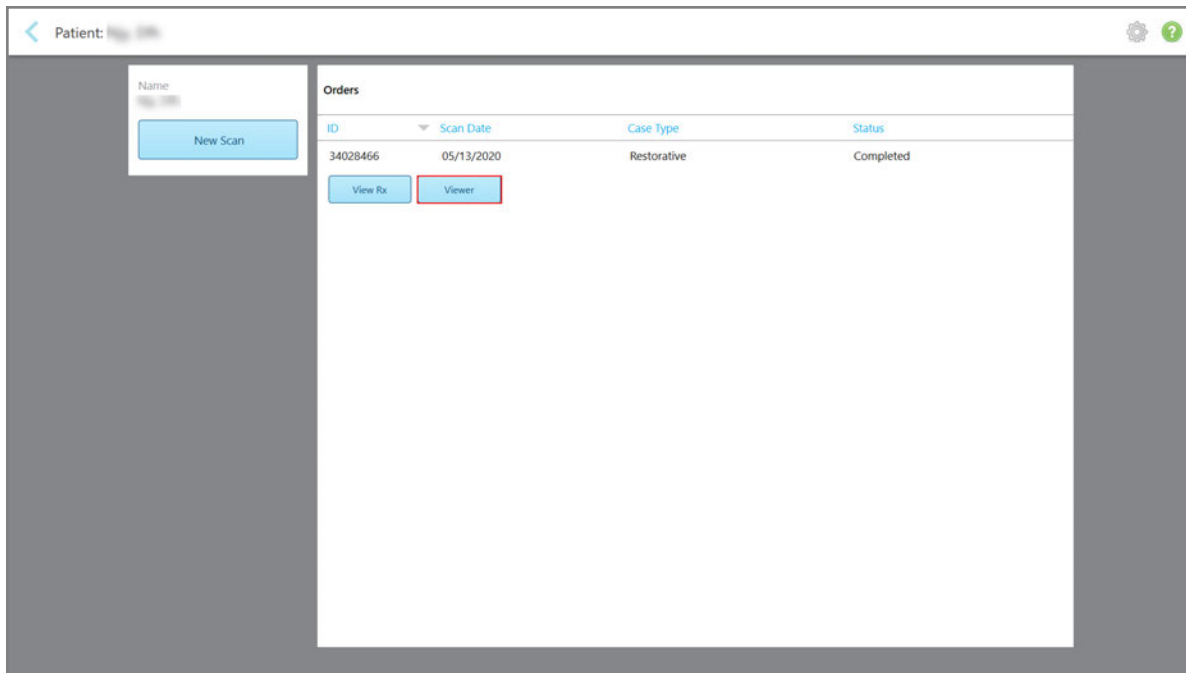 Patient:
?
Name
New Scan
Orders
ID Scan Date Case Type Status
34028466 05/13/2020 Restorative Completed
View Rx Viewer